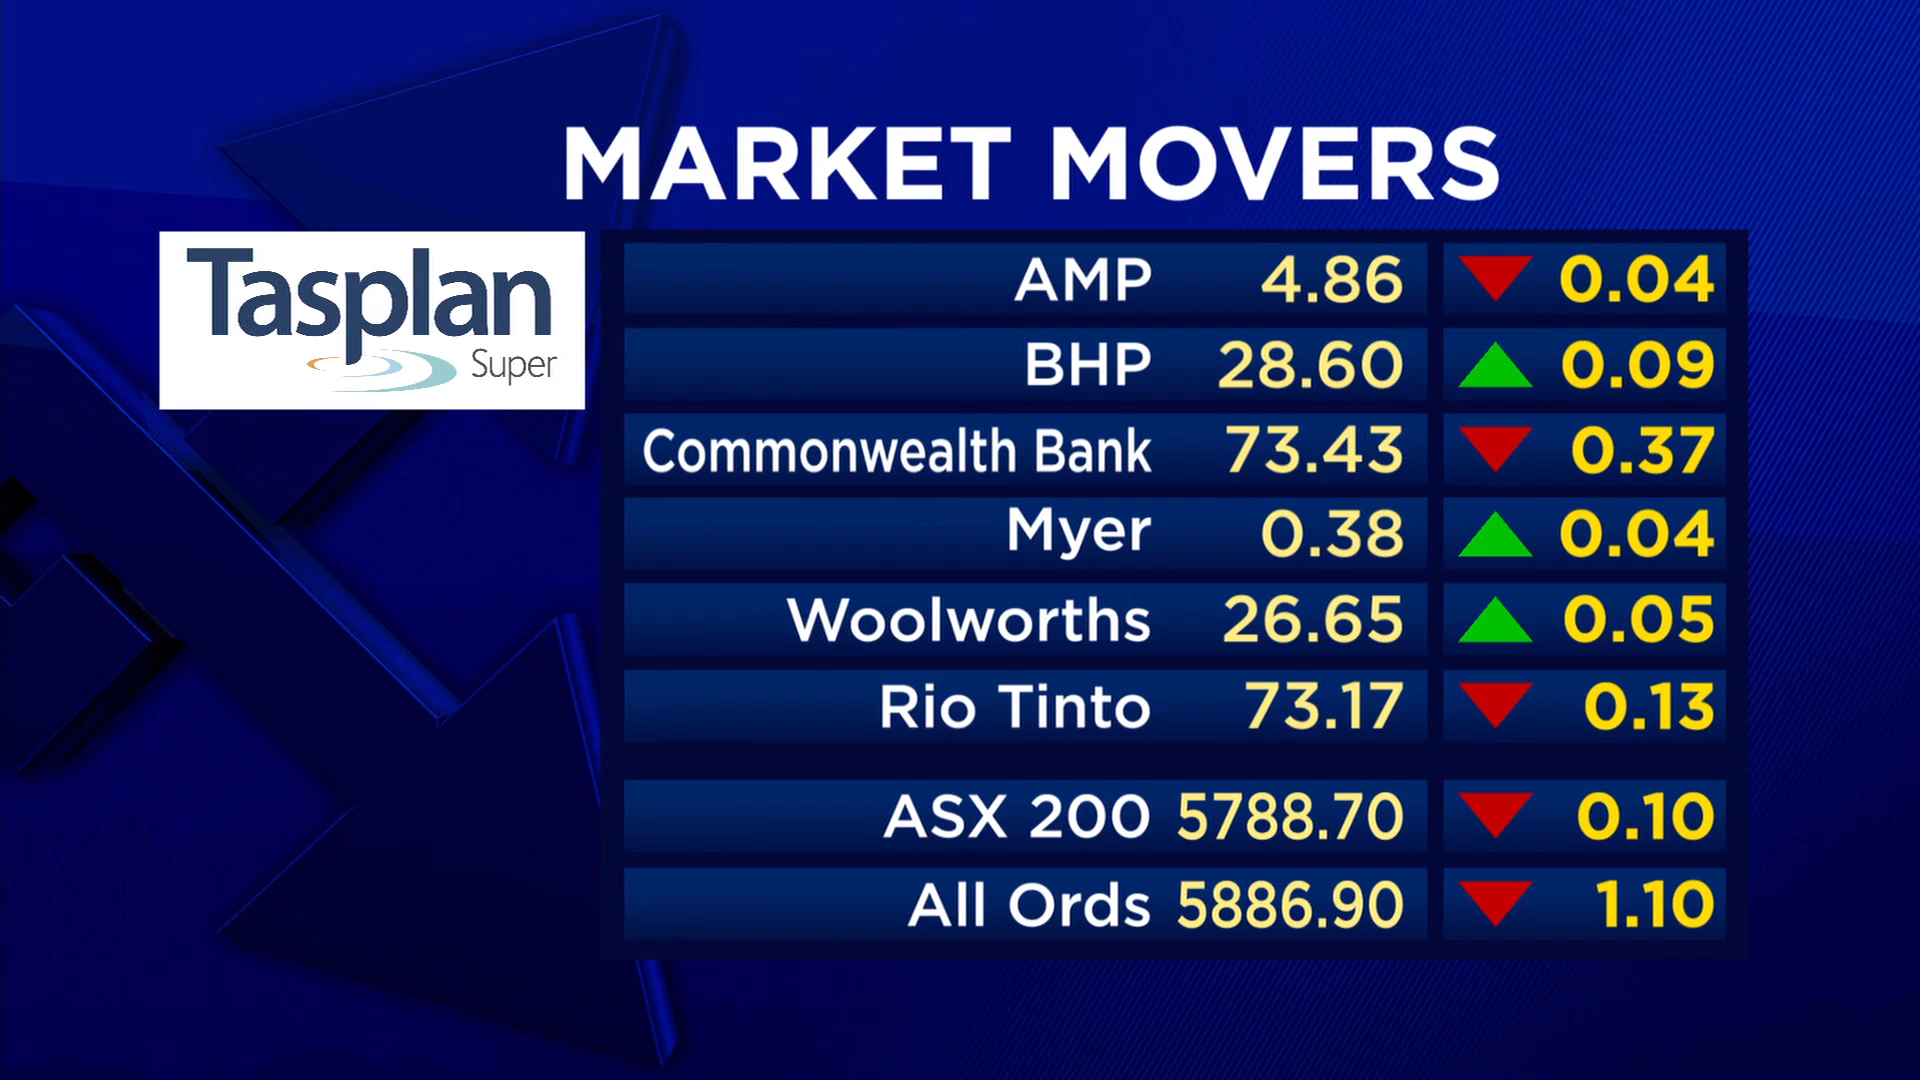 MARKET MOVERS
Tasplan
Super
AMP 4.86 0.04
BHP 28.60 0.09
Commonwealth Bank 73.43 0.37
Myer 0.38 0.04
Woolworths 26.65 0.05
Rio Tinto 73.17 0.13
ASX 200 5788.70 0.10
All Ords 5886.90 1.10